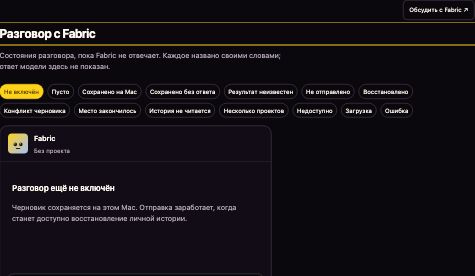 Обсудить с Fabric ↗
Разговор с Fabric
Состояния разговора, пока Fabric не отвечает. Каждое названо своими словами;
ответ модели здесь не показан.
Не включён Пусто Сохранено на Mac Сохранено без ответа Результат неизвестен Не отправлено Восстановлено
Конфликт черновика Место закончилось История не читается Несколько проектов Недоступно Загрузка Ошибка
Fabric
Без проекта
Разговор ещё не включён
Черновик сохраняется на этом Mac. Отправка заработает, когда
станет доступно восстановление личной истории.